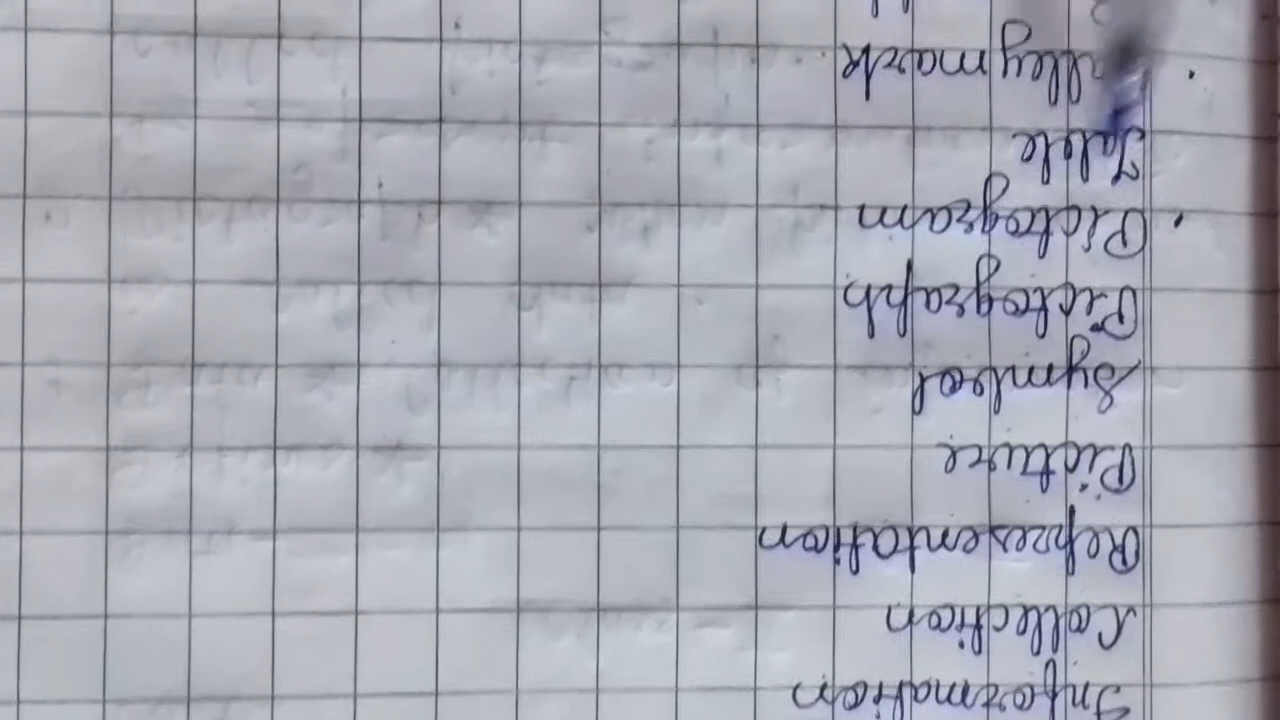 Information
Collection
Representation
Picture
Symbol
Pictograph
Pictogram
Table